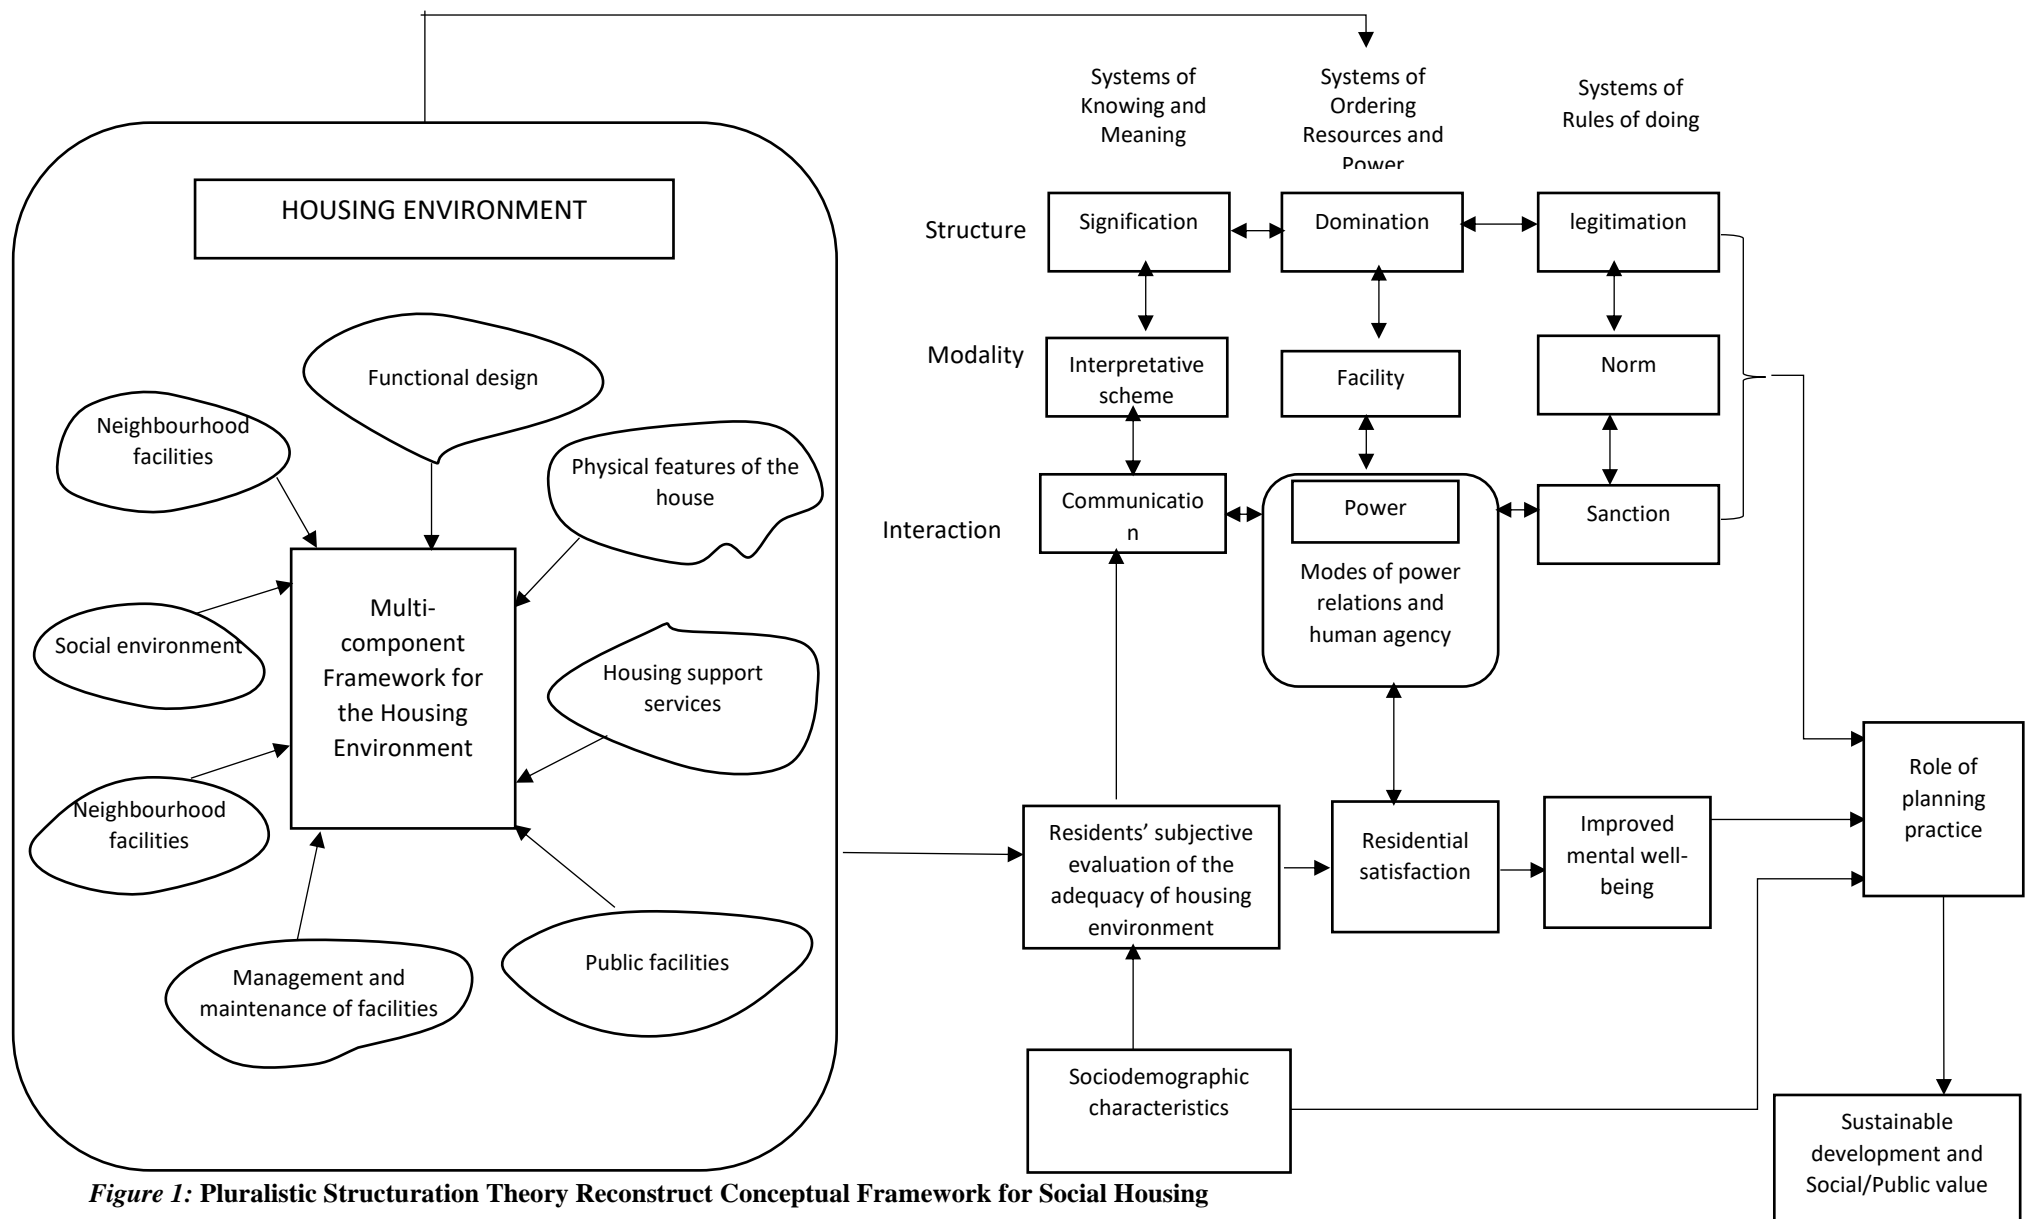 Systems of
Knowing and
Meaning
Systems of
Ordering
Resources and
Power
Systems of
Rules of doing
HOUSING ENVIRONMENT
Functional design
Neighbourhood
facilities
Physical features of the
house
Social environment
Multi-
component
Framework for
the Housing
Environment
Housing support
services
Neighbourhood
facilities
Management and
maintenance of facilities
Public facilities
Structure
Signification
Domination
legitimation
Modality
Interpretative
scheme
Facility
Norm
Interaction
Communicatio
n
Power
Modes of power
relations and
human agency
Sanction
Residents’ subjective
evaluation of the
adequacy of housing
environment
Residential
satisfaction
Improved
mental well-
being
Role of
planning
practice
Sociodemographic
characteristics
Sustainable
development and
Social/Public value
Figure 1: Pluralistic Structuration Theory Reconstruct Conceptual Framework for Social Housing